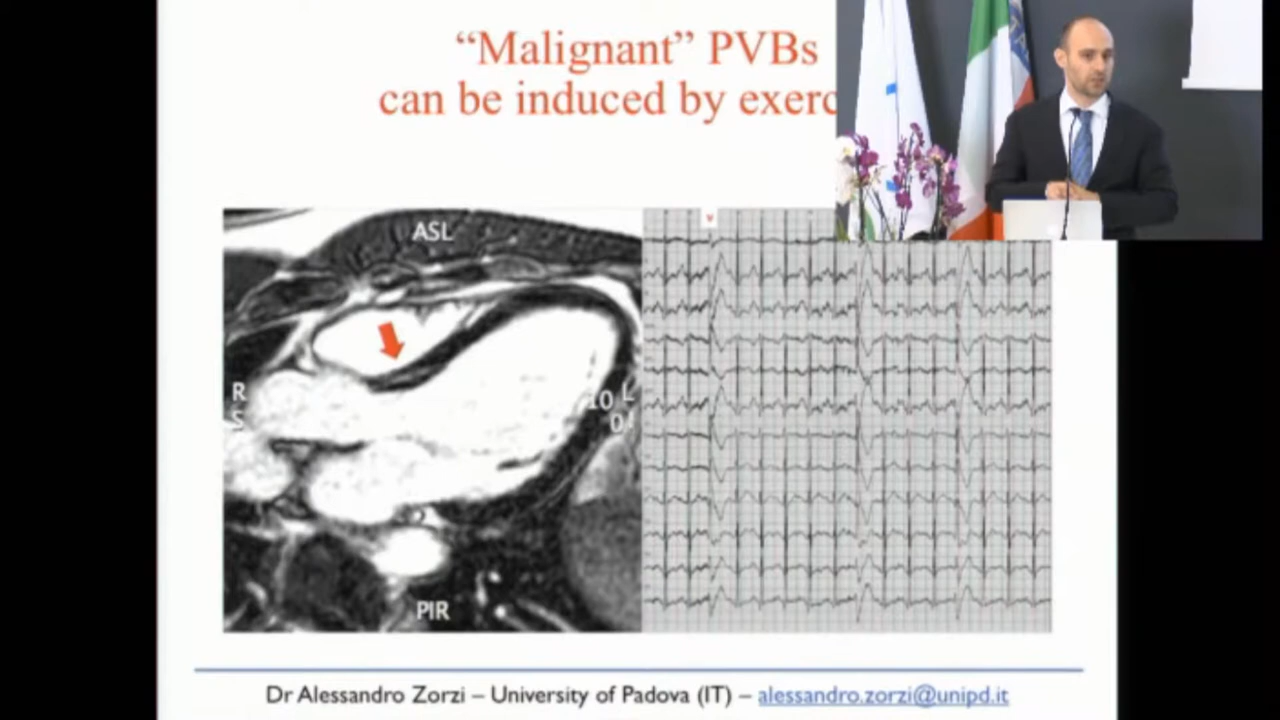 “Malignant” PVBs
can be induced by exerc
ASL
R
S
10
L
PIR
Dr Alessandro Zorzi – University of Padova (IT) – alessandro.zorzi@unipd.it